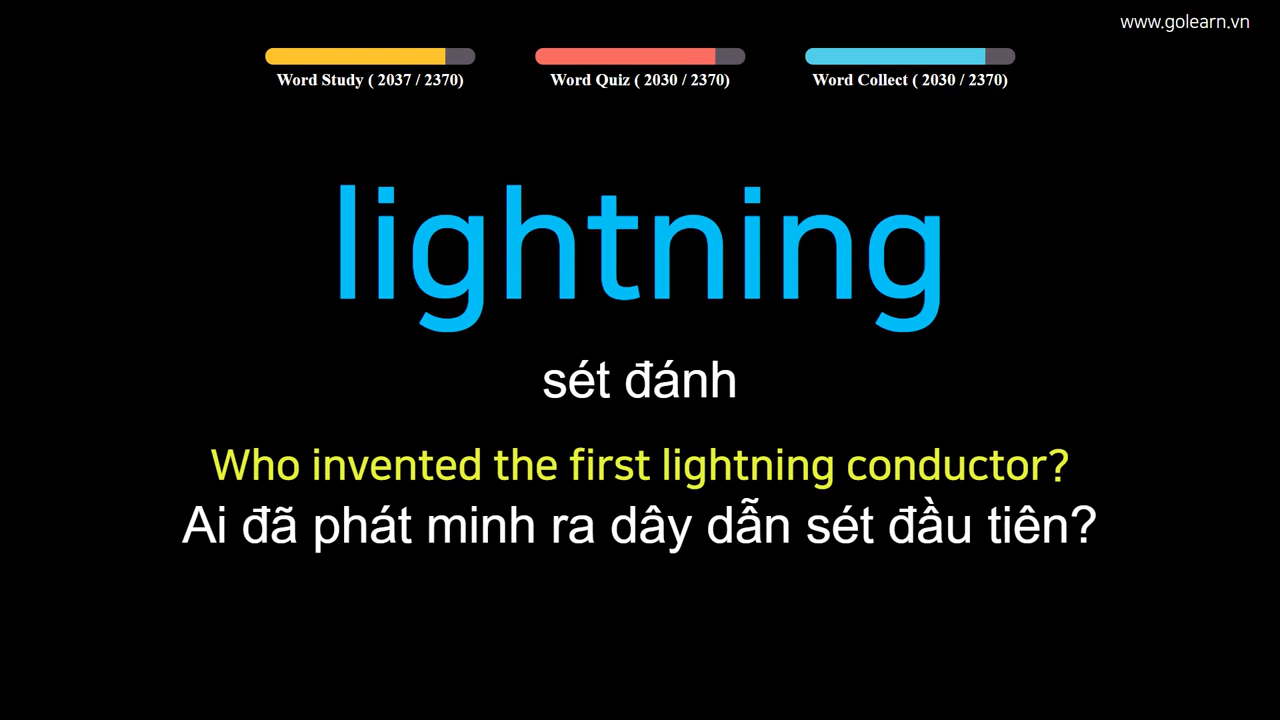 www.golearn.vn
Word Study ( 2037 / 2370)
Word Quiz ( 2030 / 2370)
Word Collect ( 2030 / 2370)
lightning
sét đánh
Who invented the first lightning conductor?
Ai đã phát minh ra dây dẫn sét đầu tiên?